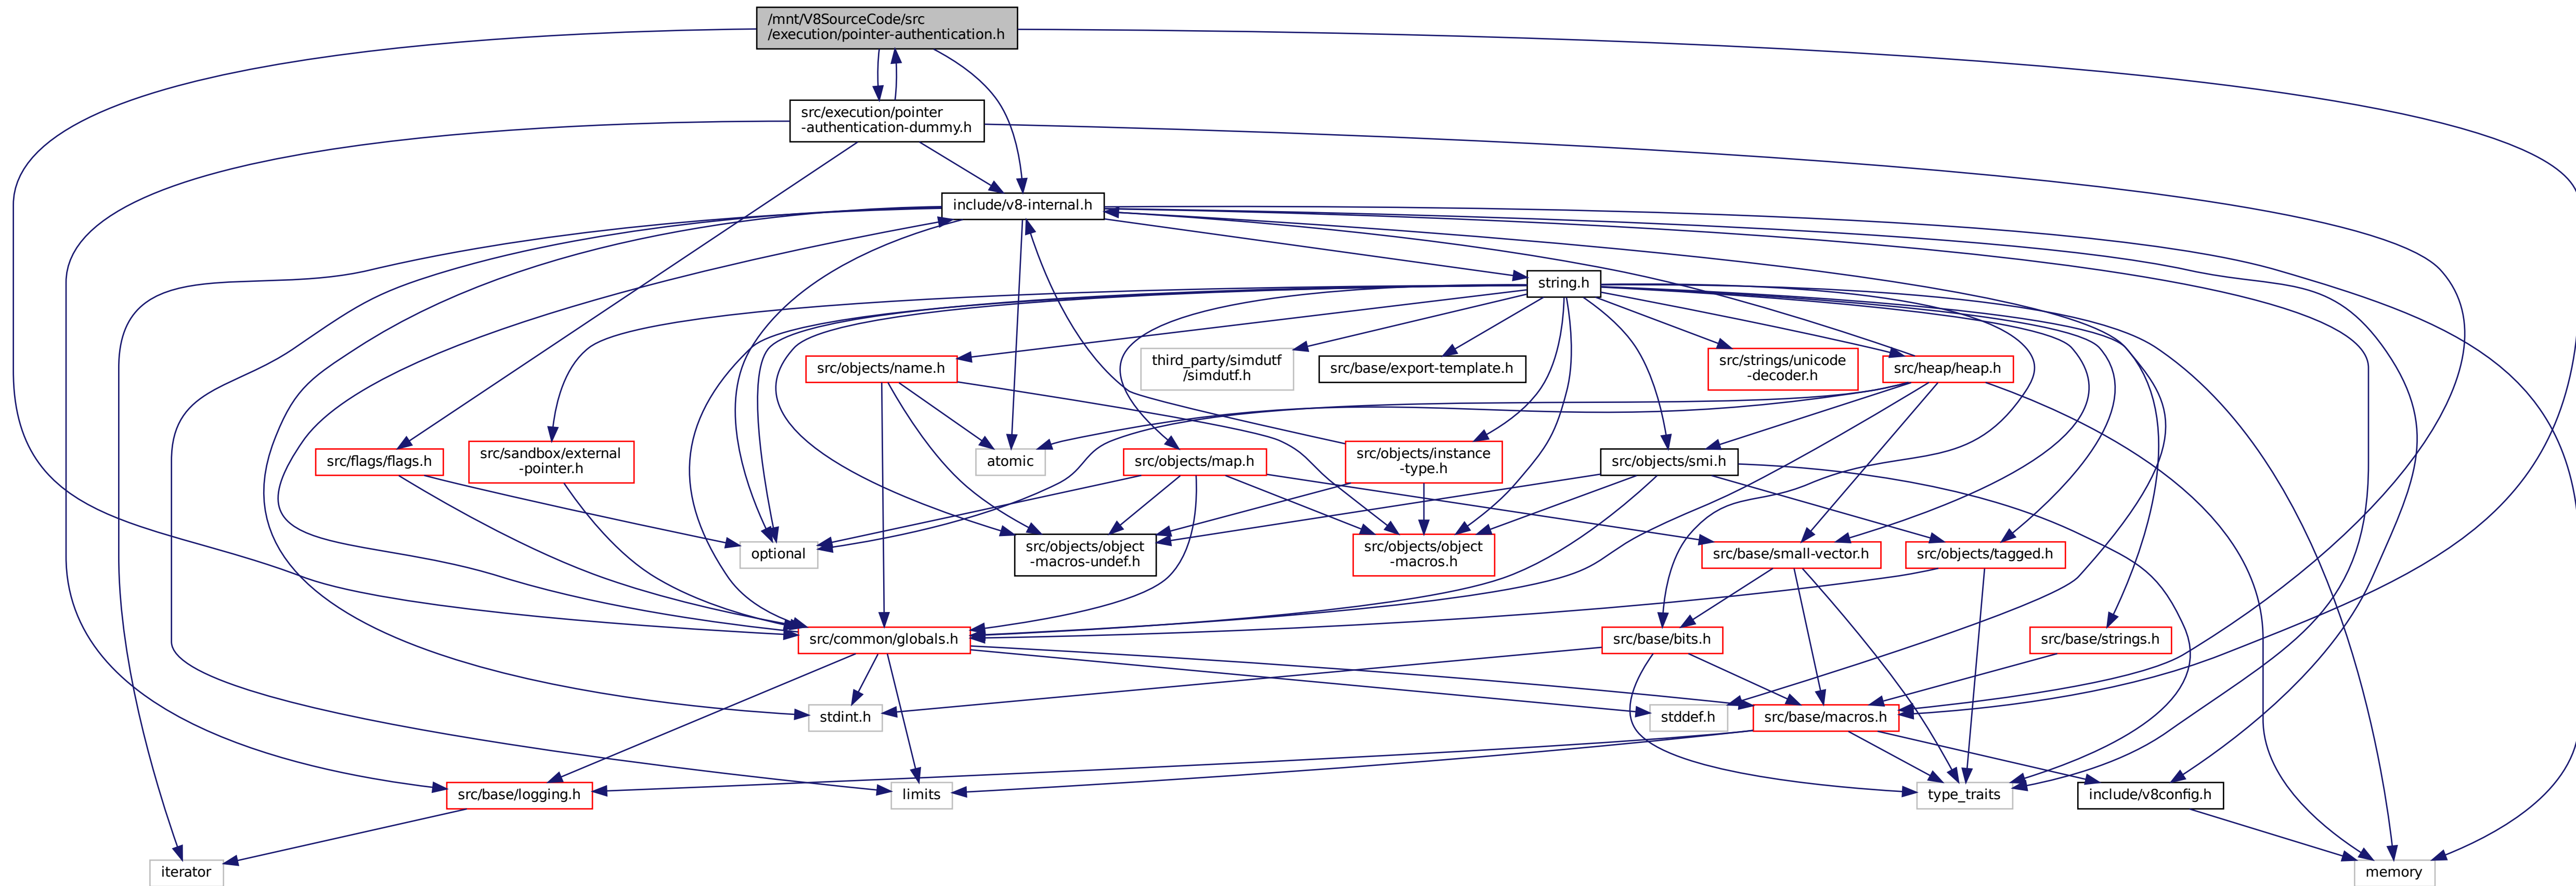 /mnt/V8SourceCode/src
/execution/pointer-authentication.h
src/execution/pointer
-authentication-dummy.h
include/v8-internal.h
string.h
src/objects/name.h
third_party/simdutf
/simdutf.h
src/base/export-template.h
src/strings/unicode
-decoder.h
src/heap/heap.h
src/flags/flags.h
src/sandbox/external
-pointer.h
atomic
src/objects/map.h
src/objects/instance
-type.h
src/objects/smi.h
optional
src/objects/object
-macros-undef.h
src/objects/object
-macros.h
src/base/small-vector.h
src/objects/tagged.h
src/common/globals.h
src/base/bits.h
src/base/strings.h
stdint.h
stddef.h
src/base/macros.h
src/base/logging.h
limits
type_traits
include/v8config.h
iterator
memory